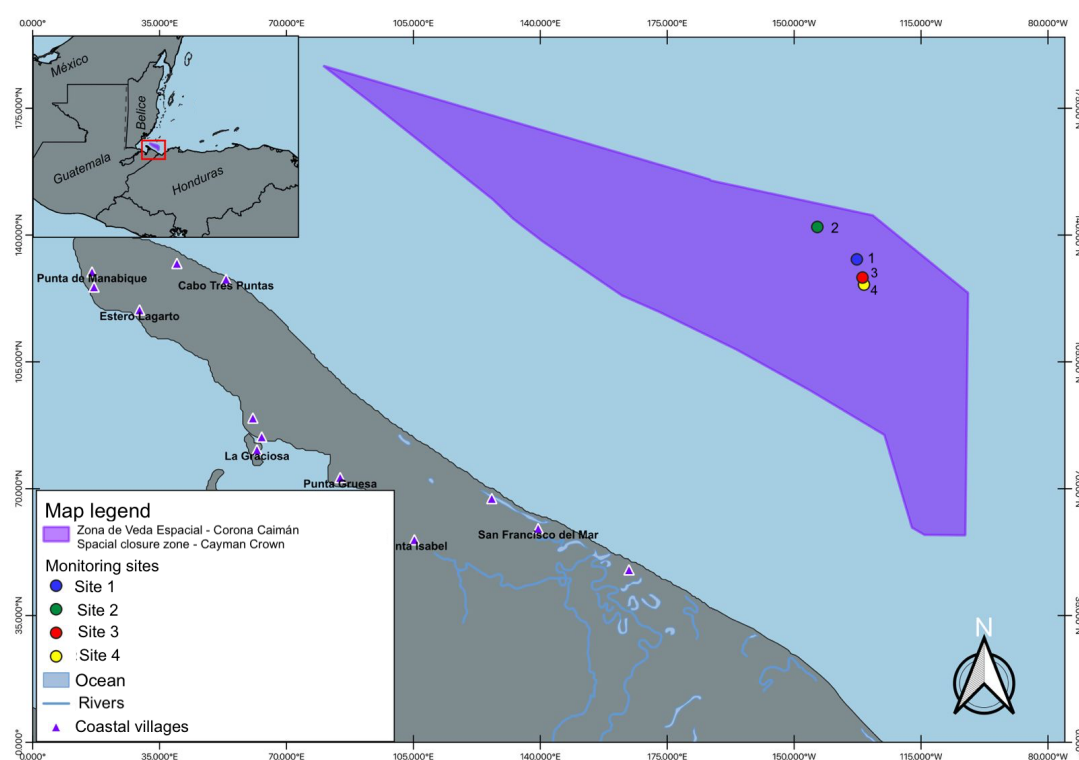 0.000° 35.000°W 70.000°W 105.000°W 140.000°W 175.000°W 150.000°W 115.000°W 80.000°W
México
Belice
Guatemala
Honduras
175.000°N
140.000°N
105.000°N
70.000°N
35.000°N
0.000°
140.000°N
2
1
3
4
Punta de Manabique
Cabo Tres Puntas
Estero Lagarto
La Graciosa
Punta Gruesa
San Francisco del Mar
nta Isabel
Map legend
Zona de Veda Espacial - Corona Caimán
Spacial closure zone - Cayman Crown
Monitoring sites
Site 1
Site 2
Site 3
Site 4
Ocean
Rivers
Coastal villages
N
0.000° 35.000°W 70.000°W 105.000°W 140.000°W 175.000°W 150.000°W 115.000°W 80.000°W